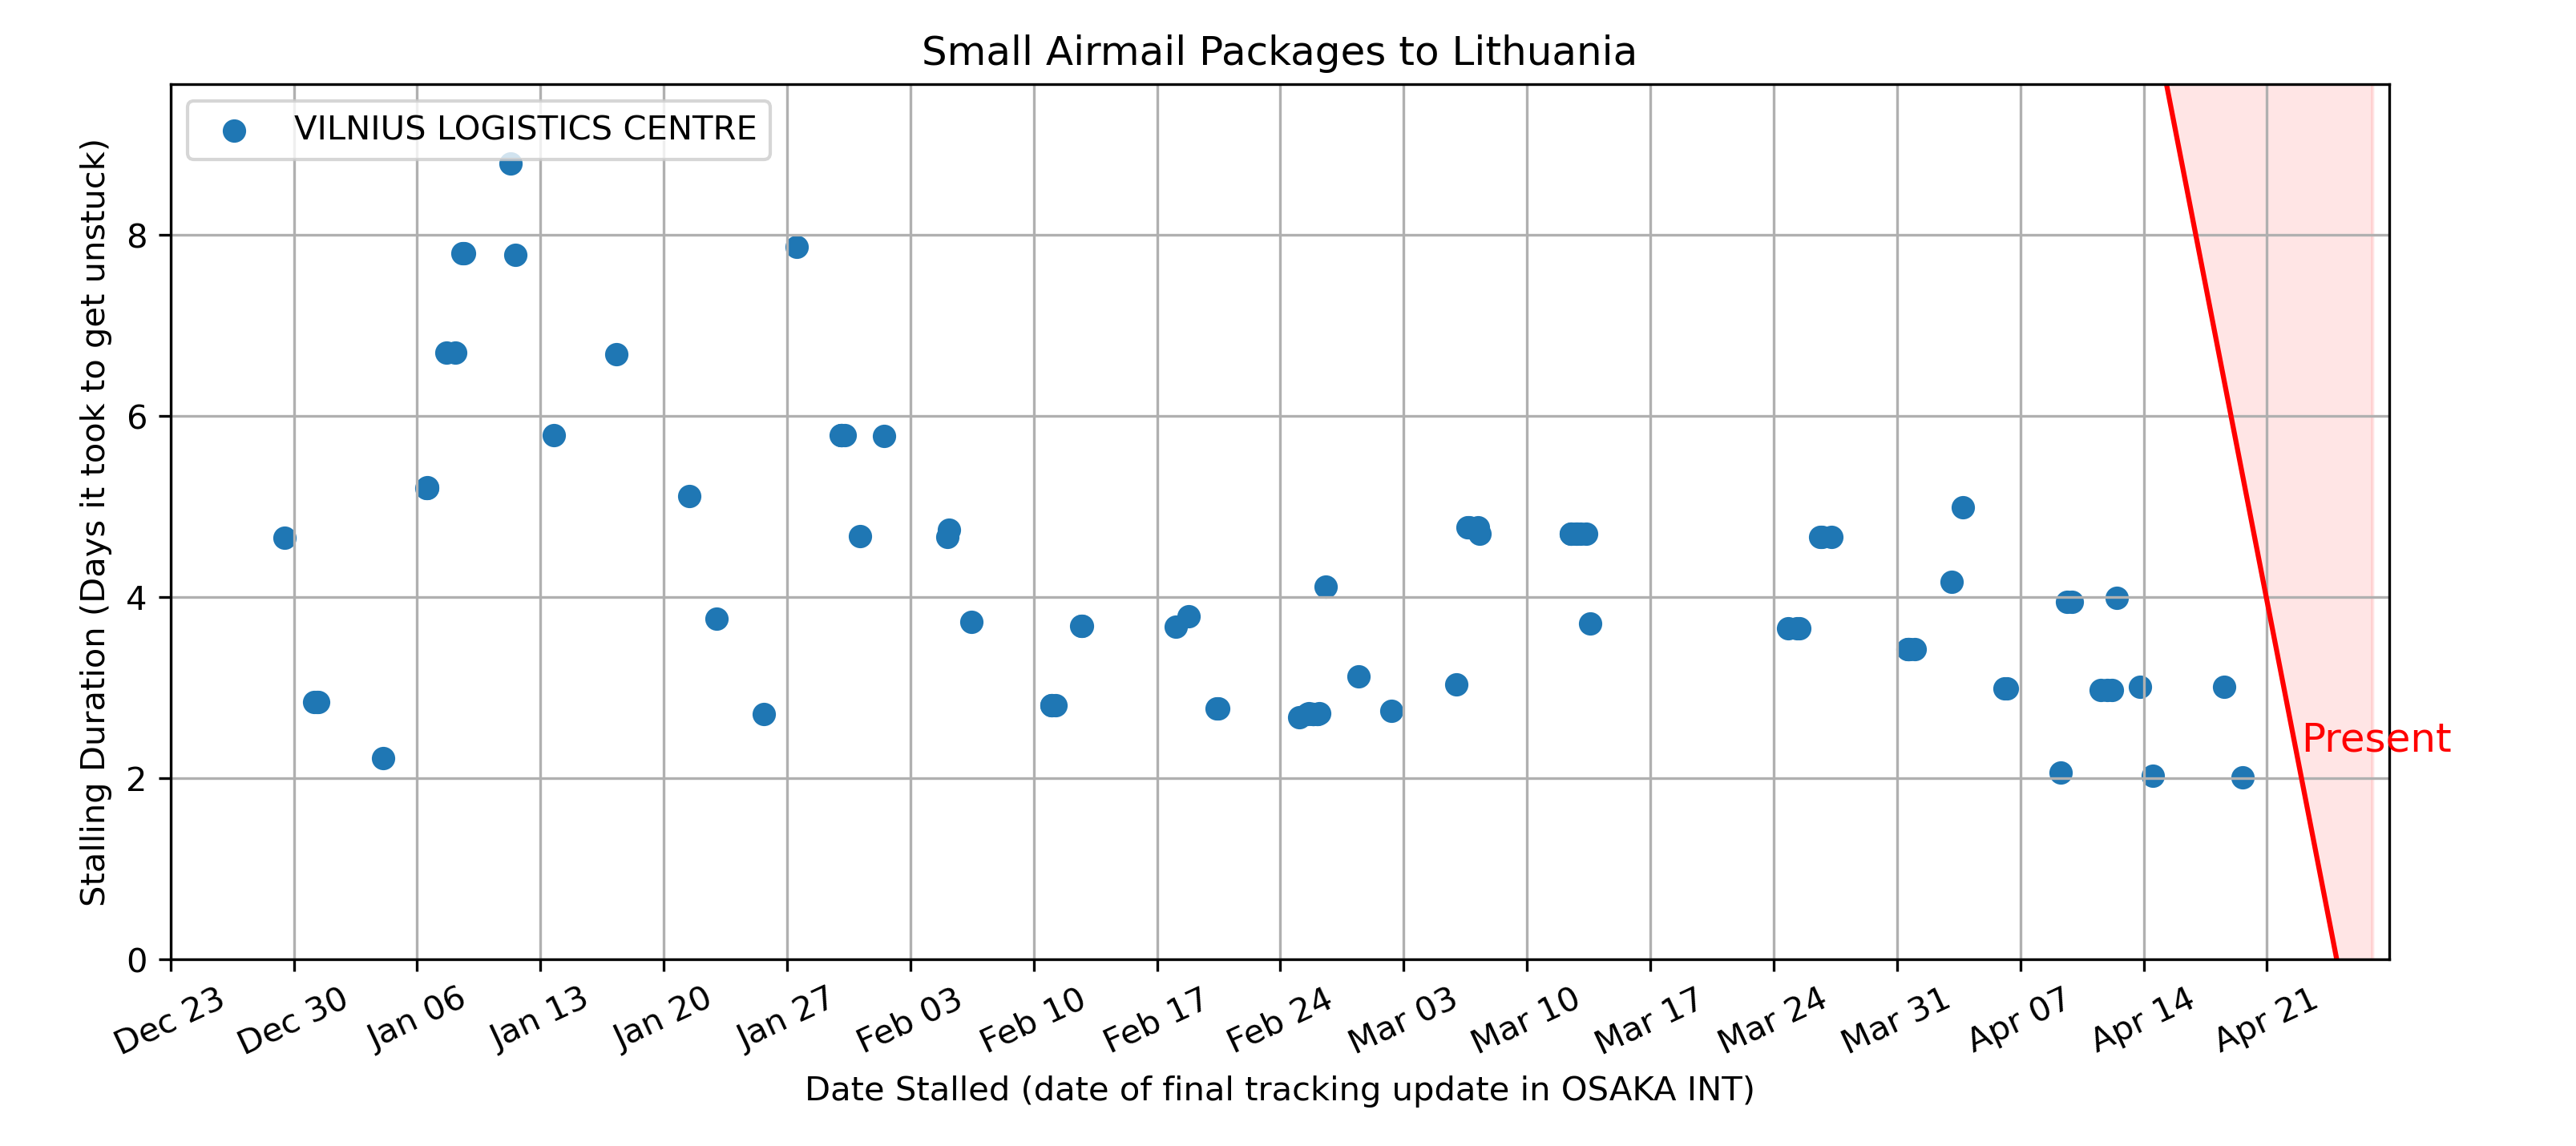 Small Airmail Packages to Lithuania
VILNIUS LOGISTICS CENTRE
Stalling Duration (Days it took to get unstuck)
8
6
4
2
0
Present
Dec 23
Dec 30
Jan 06
Jan 13
Jan 20
Jan 27
Feb 03
Feb 10
Feb 17
Feb 24
Mar 03
Mar 10
Mar 17
Mar 24
Mar 31
Apr 07
Apr 14
Apr 21
Date Stalled (date of final tracking update in OSAKA INT)